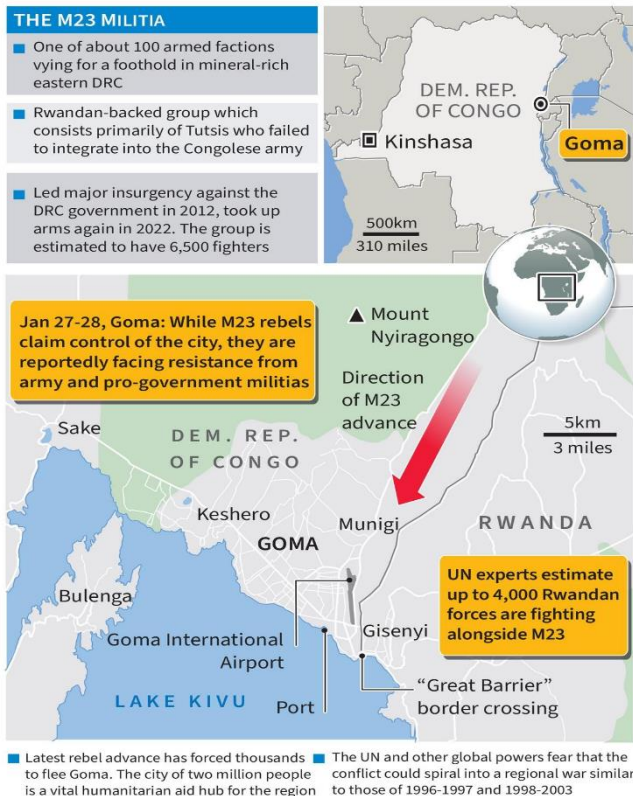 THE M23 MILITIA
One of about 100 armed factions
vying for a foothold in mineral-rich
eastern DRC
Rwandan-backed group which
consists primarily of Tutsis who failed
to integrate into the Congolese army
Led major insurgency against the
DRC government in 2012, took up
arms again in 2022. The group is
estimated to have 6,500 fighters
DEM. REP.
OF CONGO
Kinshasa
Goma
500km
310 miles
Jan 27-28, Goma: While M23 rebels
claim control of the city, they are
reportedly facing resistance from
army and pro-government militias
Mount
Nyiragongo
Direction
of M23
advance
5km
3 miles
Sake
DEM. REP.
OF CONGO
Keshero
Munigi
RWANDA
GOMA
Bulenga
UN experts estimate
up to 4,000 Rwandan
forces are fighting
alongside M23
Goma International
Airport
Gisenyi
LAKE KIVU
Port
“Great Barrier”
border crossing
Latest rebel advance has forced thousands
to flee Goma. The city of two million people
is a vital humanitarian aid hub for the region
The UN and other global powers fear that the
conflict could spiral into a regional war similar
to those of 1996-1997 and 1998-2003